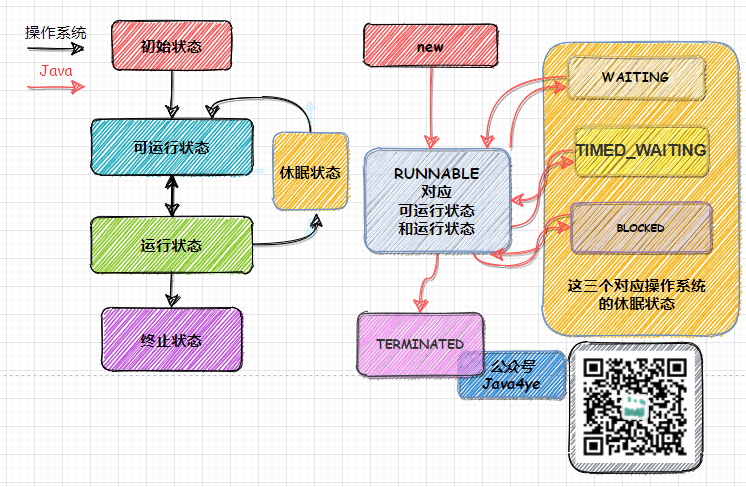 操作系统
Java
初始状态
可运行状态
休眠状态
运行状态
终止状态
new
RUNNABLE
对应
可运行状态
和运行状态
TERMINATED
WAITING
TIMED_WAITING
BLOCKED
这三个对应操作系统
的休眠状态
公众号
Java4ye